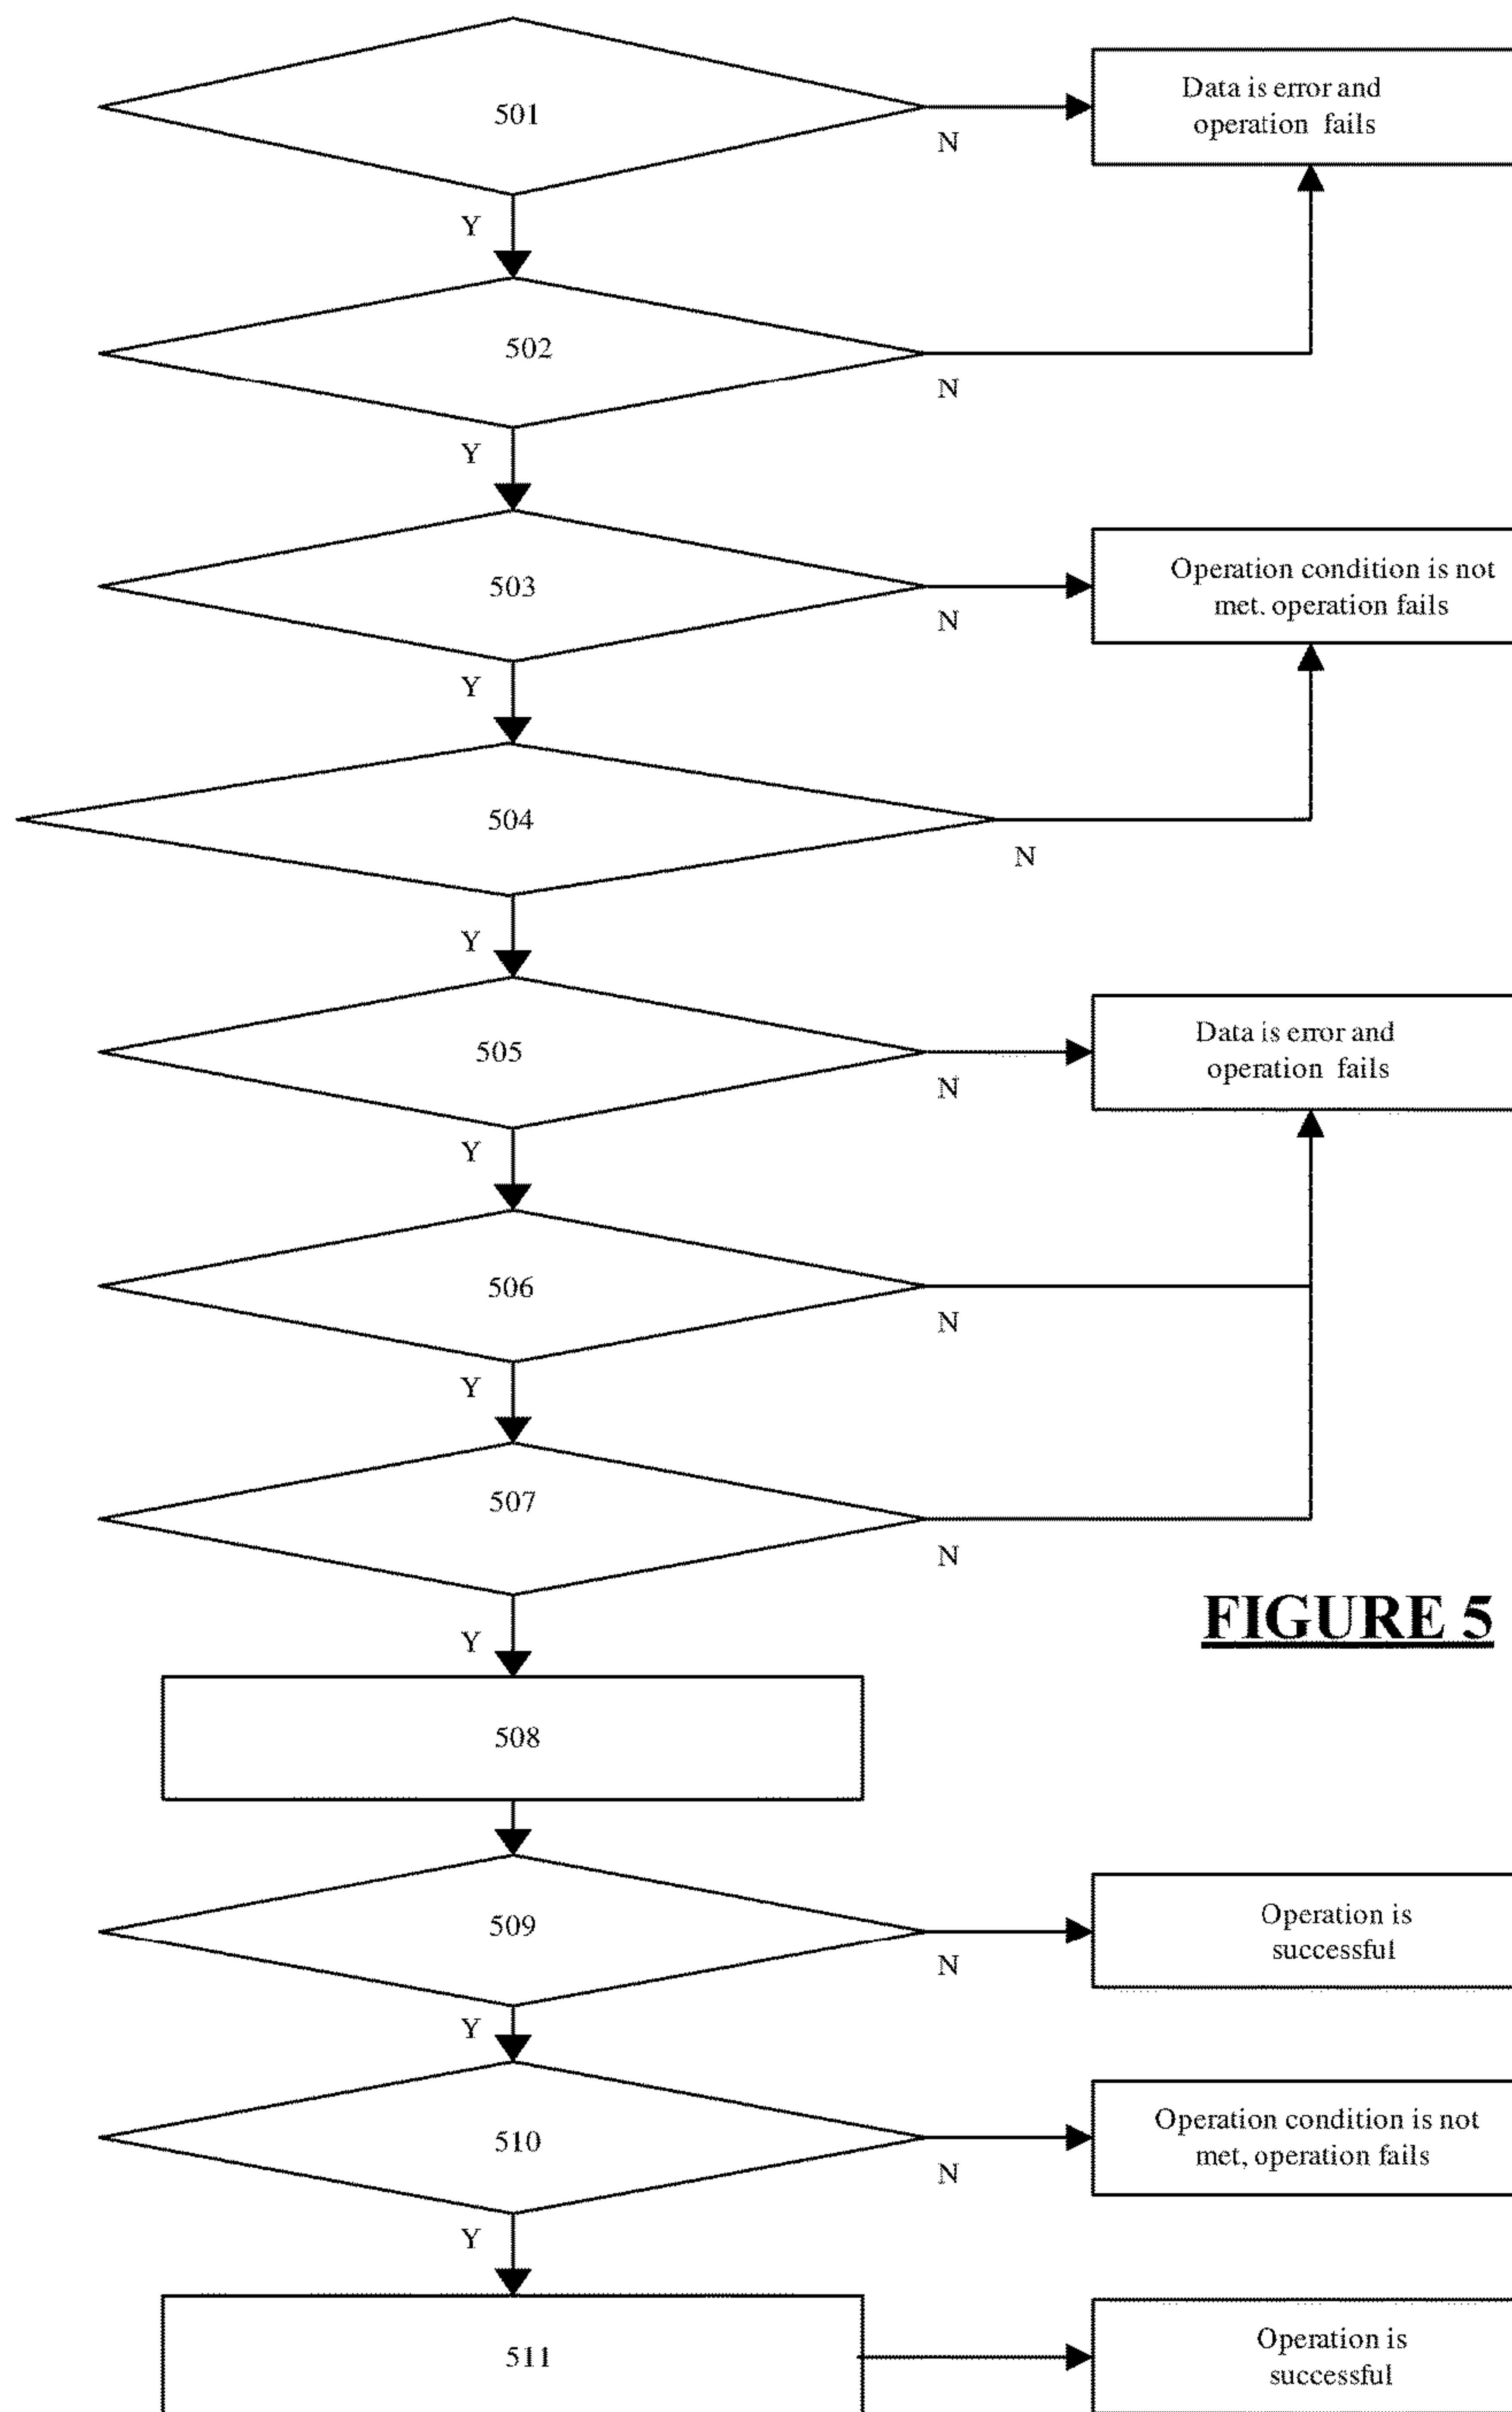 501
N
Data is error and
operation fails
Y
502
N
Y
503
N
Operation condition is not
met. operation fails
Y
504
N
Y
505
N
Data is error and
operation fails
Y
506
N
Y
507
N
FIGURE 5
Y
508
509
N
Operation is
successful
Y
510
N
Operation condition is not
met, operation fails
Y
511
Operation is
successful